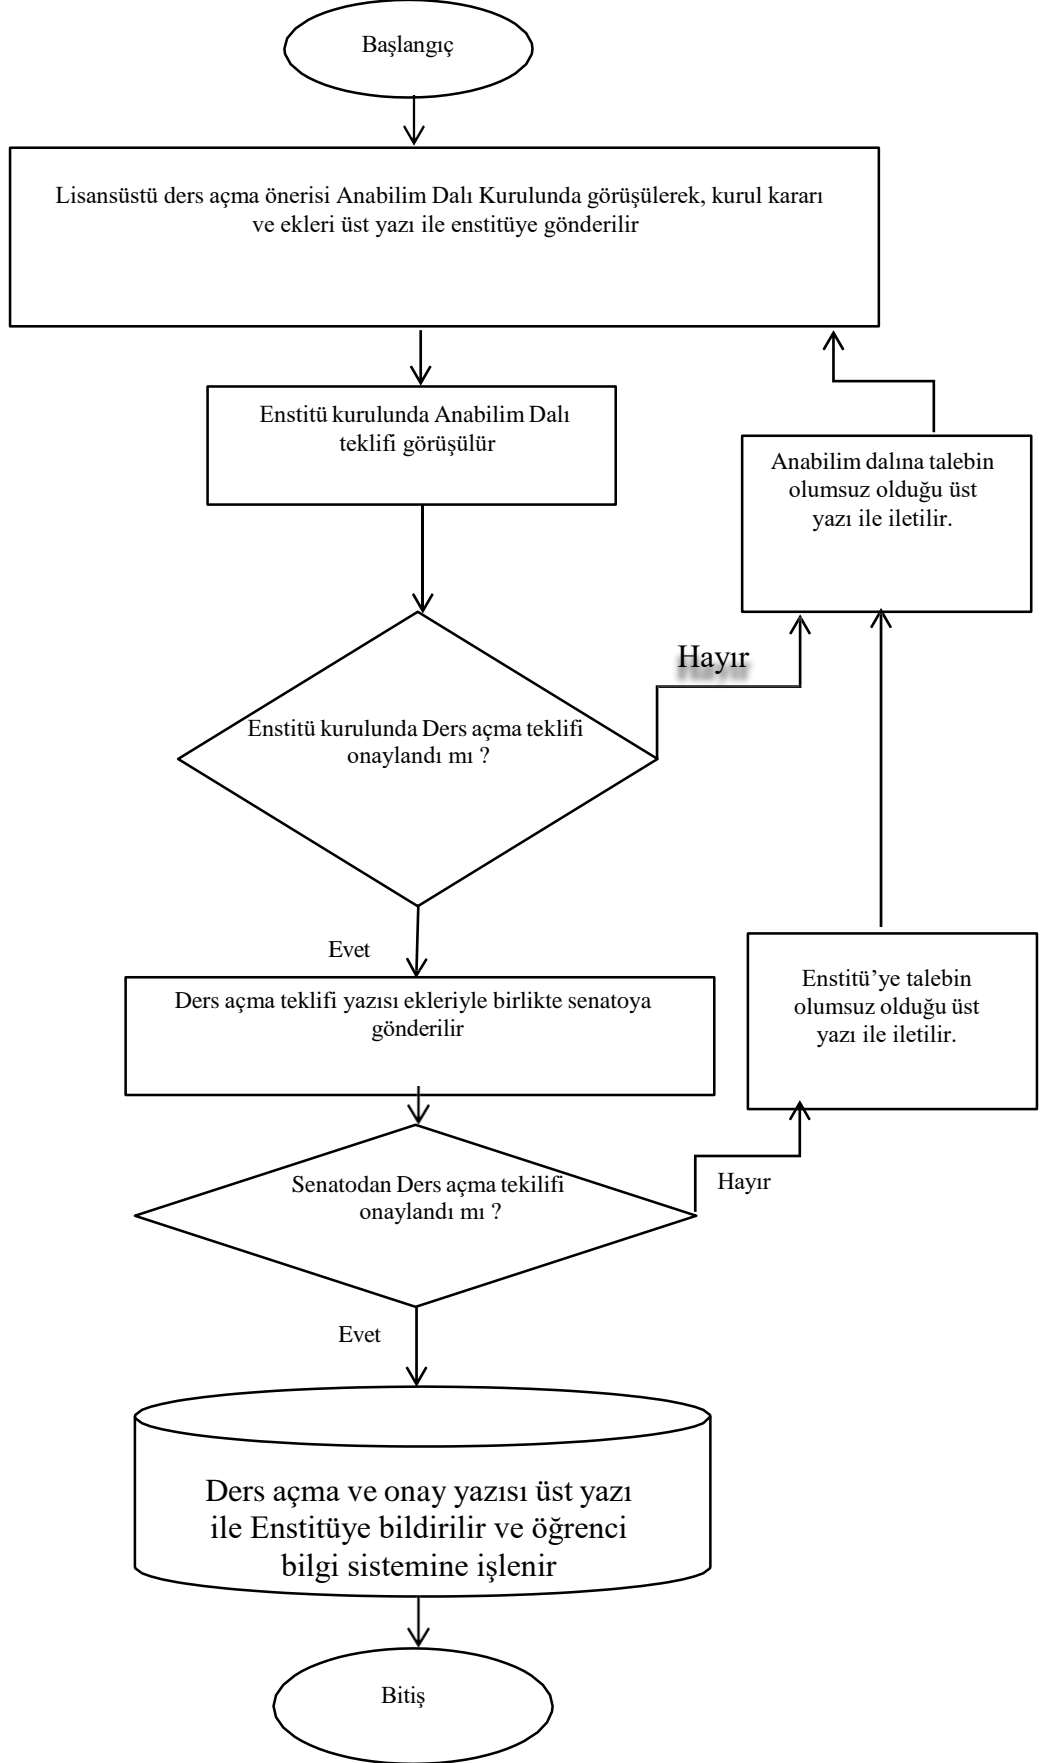 Başlangıç
Lisansüstü ders açma önerisi Anabilim Dalı Kurulunda görüşülerek, kurul kararı
ve ekleri üst yazı ile enstitüye gönderilir
Enstitü kurulunda Anabilim Dalı
teklifi görüşülür
Anabilim dalına talebin
olumsuz olduğu üst
yazı ile iletilir.
Hayır
Enstitü kurulunda Ders açma teklifi
onaylandı mı ?
Evet
Ders açma teklifi yazısı ekleriyle birlikte senatoya
gönderilir
Enstitü’ye talebin
olumsuz olduğu üst
yazı ile iletilir.
Senatodan Ders açma tekilifi
onaylandı mı ?
Hayır
Evet
Ders açma ve onay yazısı üst yazı
ile Enstitüye bildirilir ve öğrenci
bilgi sistemine işlenir
Bitiş